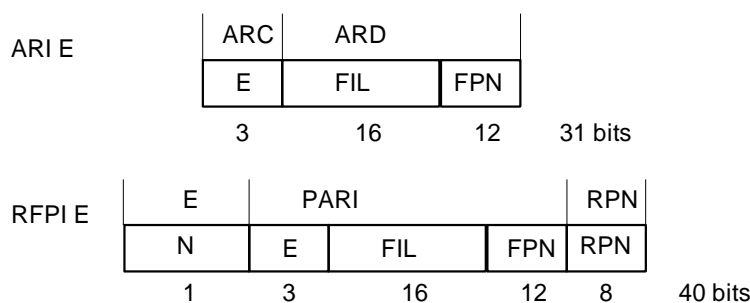 ARC ARD
ARI E
E FIL FPN
3 16 12 31 bits
E PARI RPN
RFPI E
N E FIL FPN RPN
1 3 16 12 8 40 bits